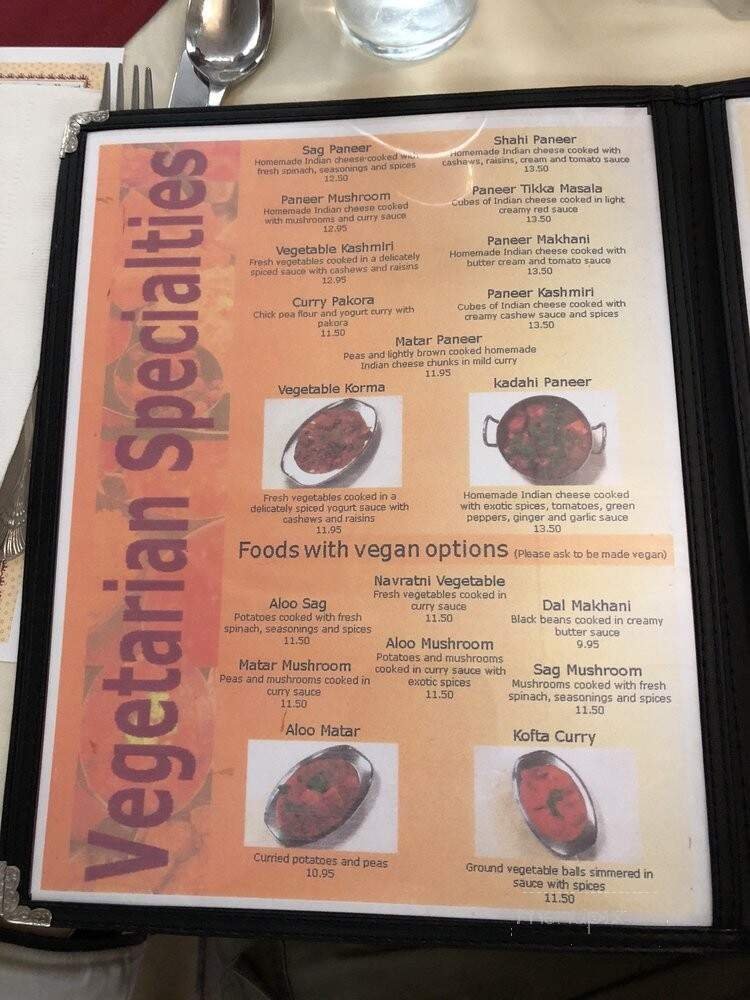 Vegetarian Specialties
Sag Paneer
Homemade Indian cheese cooked with
fresh spinach, seasonings and spices
12.50
Shahi Paneer
Homemade Indian cheese cooked with
cashews, raisins, cream and tomato sauce
13.50
Paneer Mushroom
Homemade Indian cheese cooked
with mushrooms and curry sauce
12.95
Paneer Tikka Masala
Cubes of Indian cheese cooked in light
creamy red sauce
13.50
Vegetable Kashmiri
Fresh vegetables cooked in a delicately
spiced sauce with cashews and raisins
12.95
Paneer Makhani
Homemade Indian cheese cooked with
butter cream and tomato sauce
13.50
Curry Pakora
Chick pea flour and yogurt curry with
pakora
11.50
Paneer Kashmiri
Cubes of Indian cheese cooked with
creamy cashew sauce and spices
13.50
Matar Paneer
Peas and lightly brown cooked homemade
Indian cheese chunks in mild curry
11.95
Vegetable Korma
Fresh vegetables cooked in a
delicately spiced yogurt sauce with
cashews and raisins
11.95
kadahi Paneer
Homemade Indian cheese cooked
with exotic spices, tomatoes, green
peppers, ginger and garlic sauce
13.50
Foods with vegan options (Please ask to be made vegan)
Navratni Vegetable
Fresh vegetables cooked in
curry sauce
11.50
Aloo Sag
Potatoes cooked with fresh
spinach, seasonings and spices
11.50
Dal Makhani
Black beans cooked in creamy
butter sauce
9.95
Aloo Mushroom
Potatoes and mushrooms
cooked in curry sauce with
exotic spices
11.50
Matar Mushroom
Peas and mushrooms cooked in
curry sauce
11.50
Sag Mushroom
Mushrooms cooked with fresh
spinach, seasonings and spices
11.50
Aloo Matar
Curried potatoes and peas
10.95
Kofta Curry
Ground vegetable balls simmered in
sauce with spices
11.50